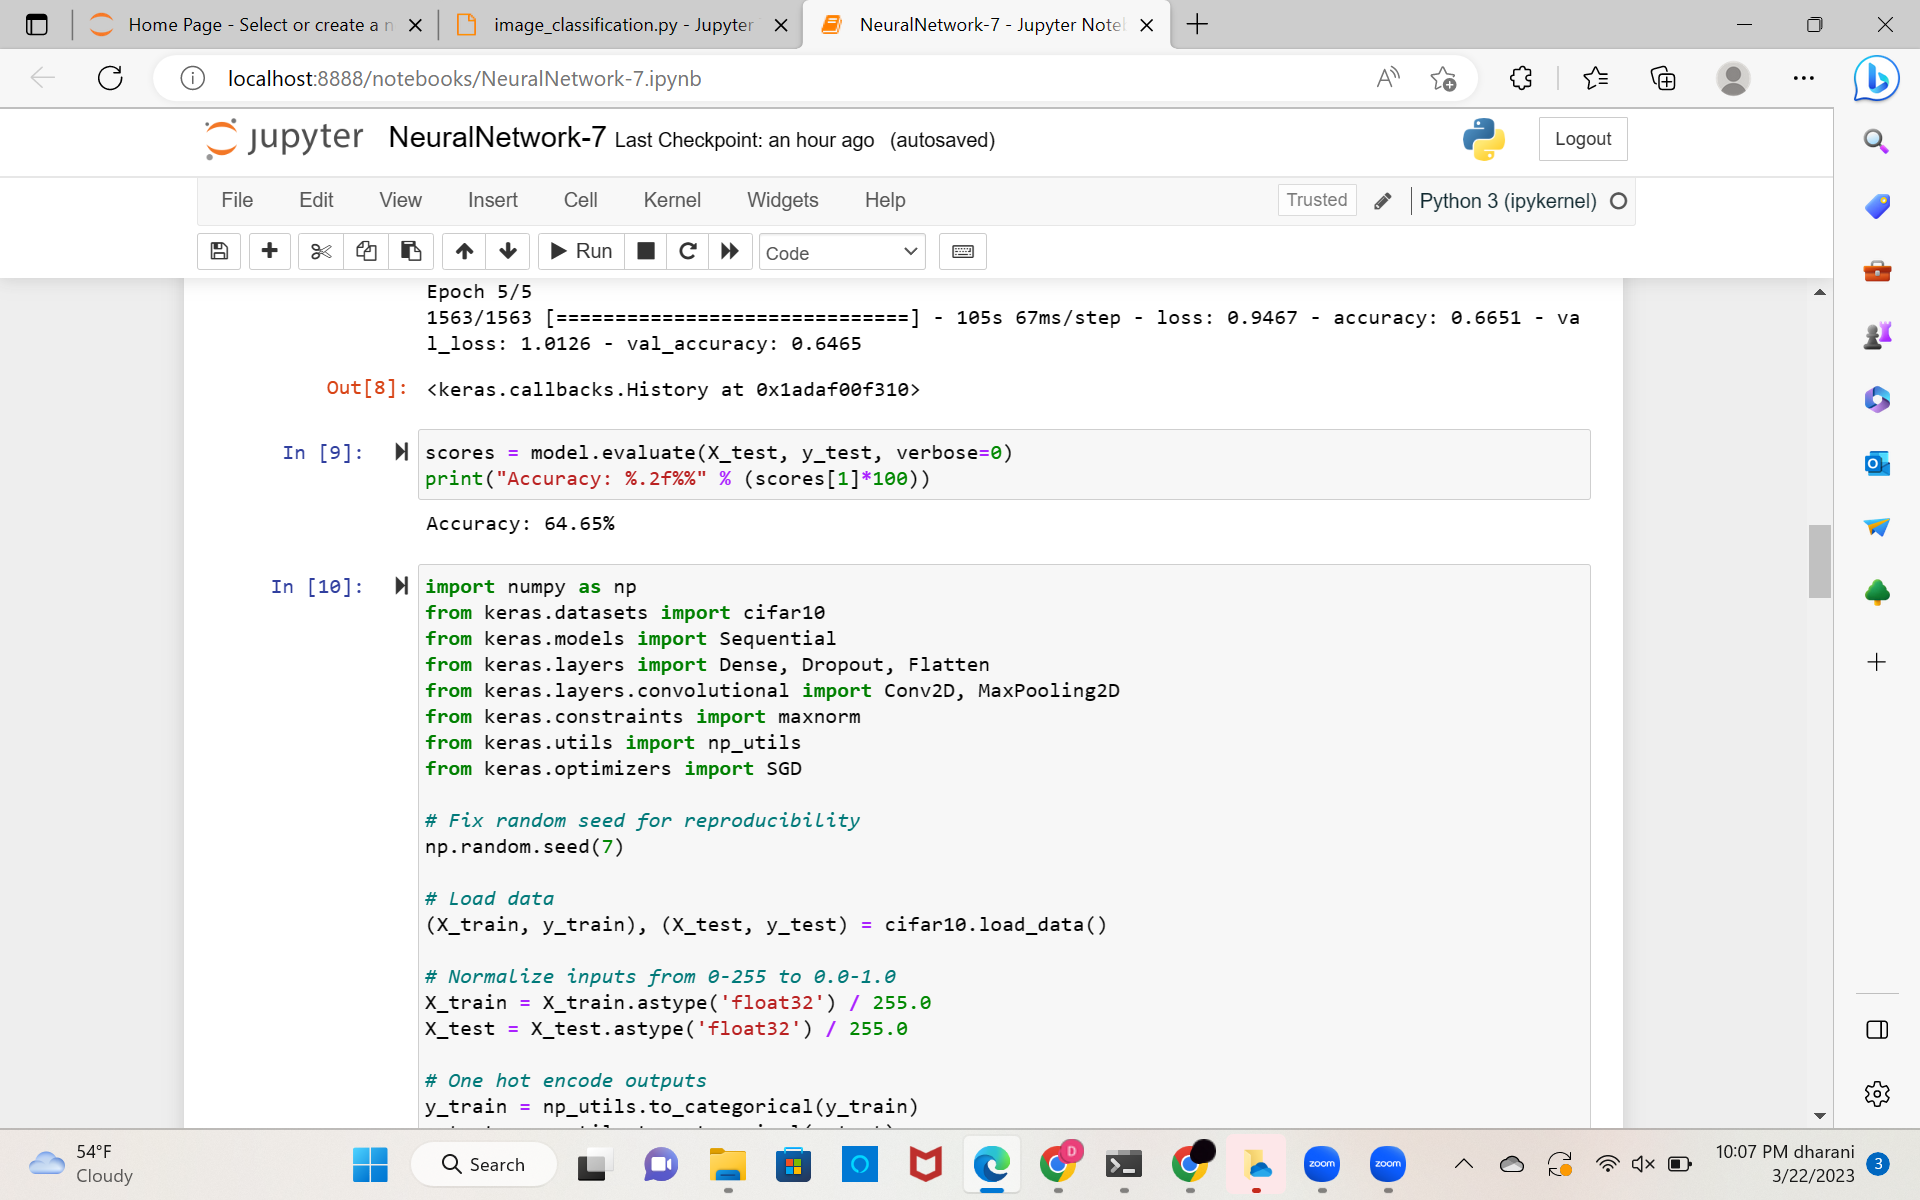 Home Page - Select or create a n
image_classification.py - Jupyter
NeuralNetwork-7 - Jupyter Note
localhost:8888/notebooks/NeuralNetwork-7.ipynb
jupyter NeuralNetwork-7 Last Checkpoint: an hour ago (autosaved)
Logout
File Edit View Insert Cell Kernel Widgets Help
Trusted Python 3 (ipykernel)
Run Code
Epoch 5/5
1563/1563 [==============================] - 105s 67ms/step - loss: 0.9467 - accuracy: 0.6651 - va
l_loss: 1.0126 - val_accuracy: 0.6465
Out[8]: <keras.callbacks.History at 0x1adaf00f310>
In [9]: scores = model.evaluate(X_test, y_test, verbose=0)
print("Accuracy: %.2f%%" % (scores[1]*100))
Accuracy: 64.65%
In [10]: import numpy as np
from keras.datasets import cifar10
from keras.models import Sequential
from keras.layers import Dense, Dropout, Flatten
from keras.layers.convolutional import Conv2D, MaxPooling2D
from keras.constraints import maxnorm
from keras.utils import np_utils
from keras.optimizers import SGD
# Fix random seed for reproducibility
np.random.seed(7)
# Load data
(X_train, y_train), (X_test, y_test) = cifar10.load_data()
# Normalize inputs from 0-255 to 0.0-1.0
X_train = X_train.astype('float32') / 255.0
X_test = X_test.astype('float32') / 255.0
# One hot encode outputs
y_train = np_utils.to_categorical(y_train)
54°F
Cloudy
Search
D
zoom
zoom
10:07 PM dharani
3/22/2023
3